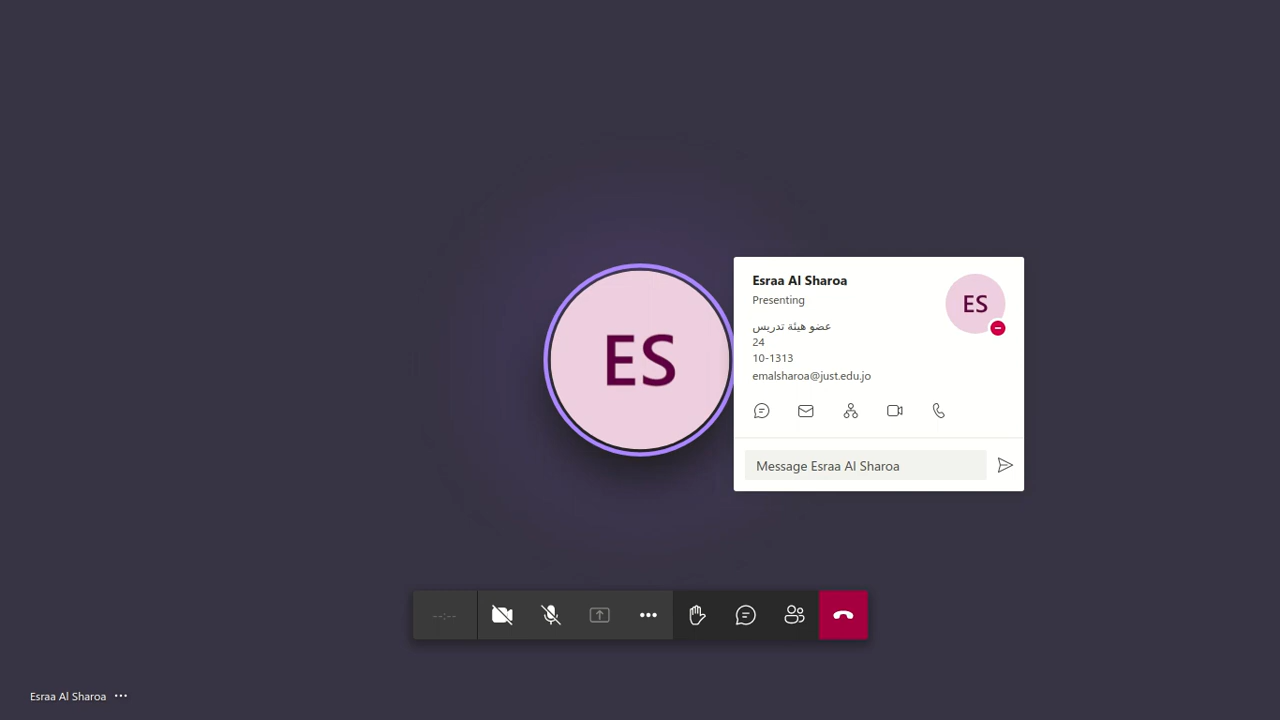 ES
Esraa Al Sharoa
Presenting
ES
عضو هيئة تدريس
24
10-1313
emalsharoa@just.edu.jo
Message Esraa Al Sharoa
--:--
Esraa Al Sharoa